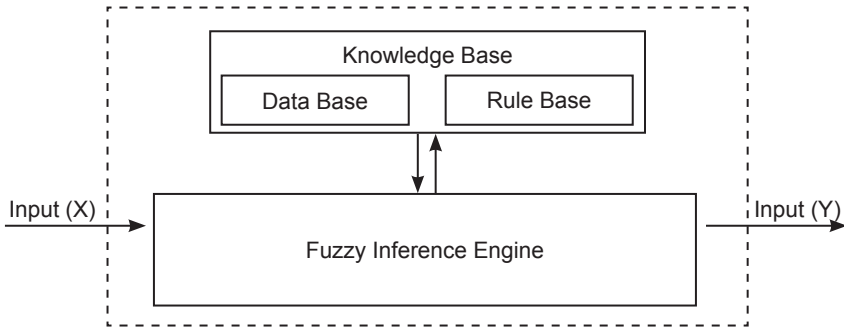 Knowledge Base
Data Base
Rule Base
Input (X)
Input (Y)
Fuzzy Inference Engine